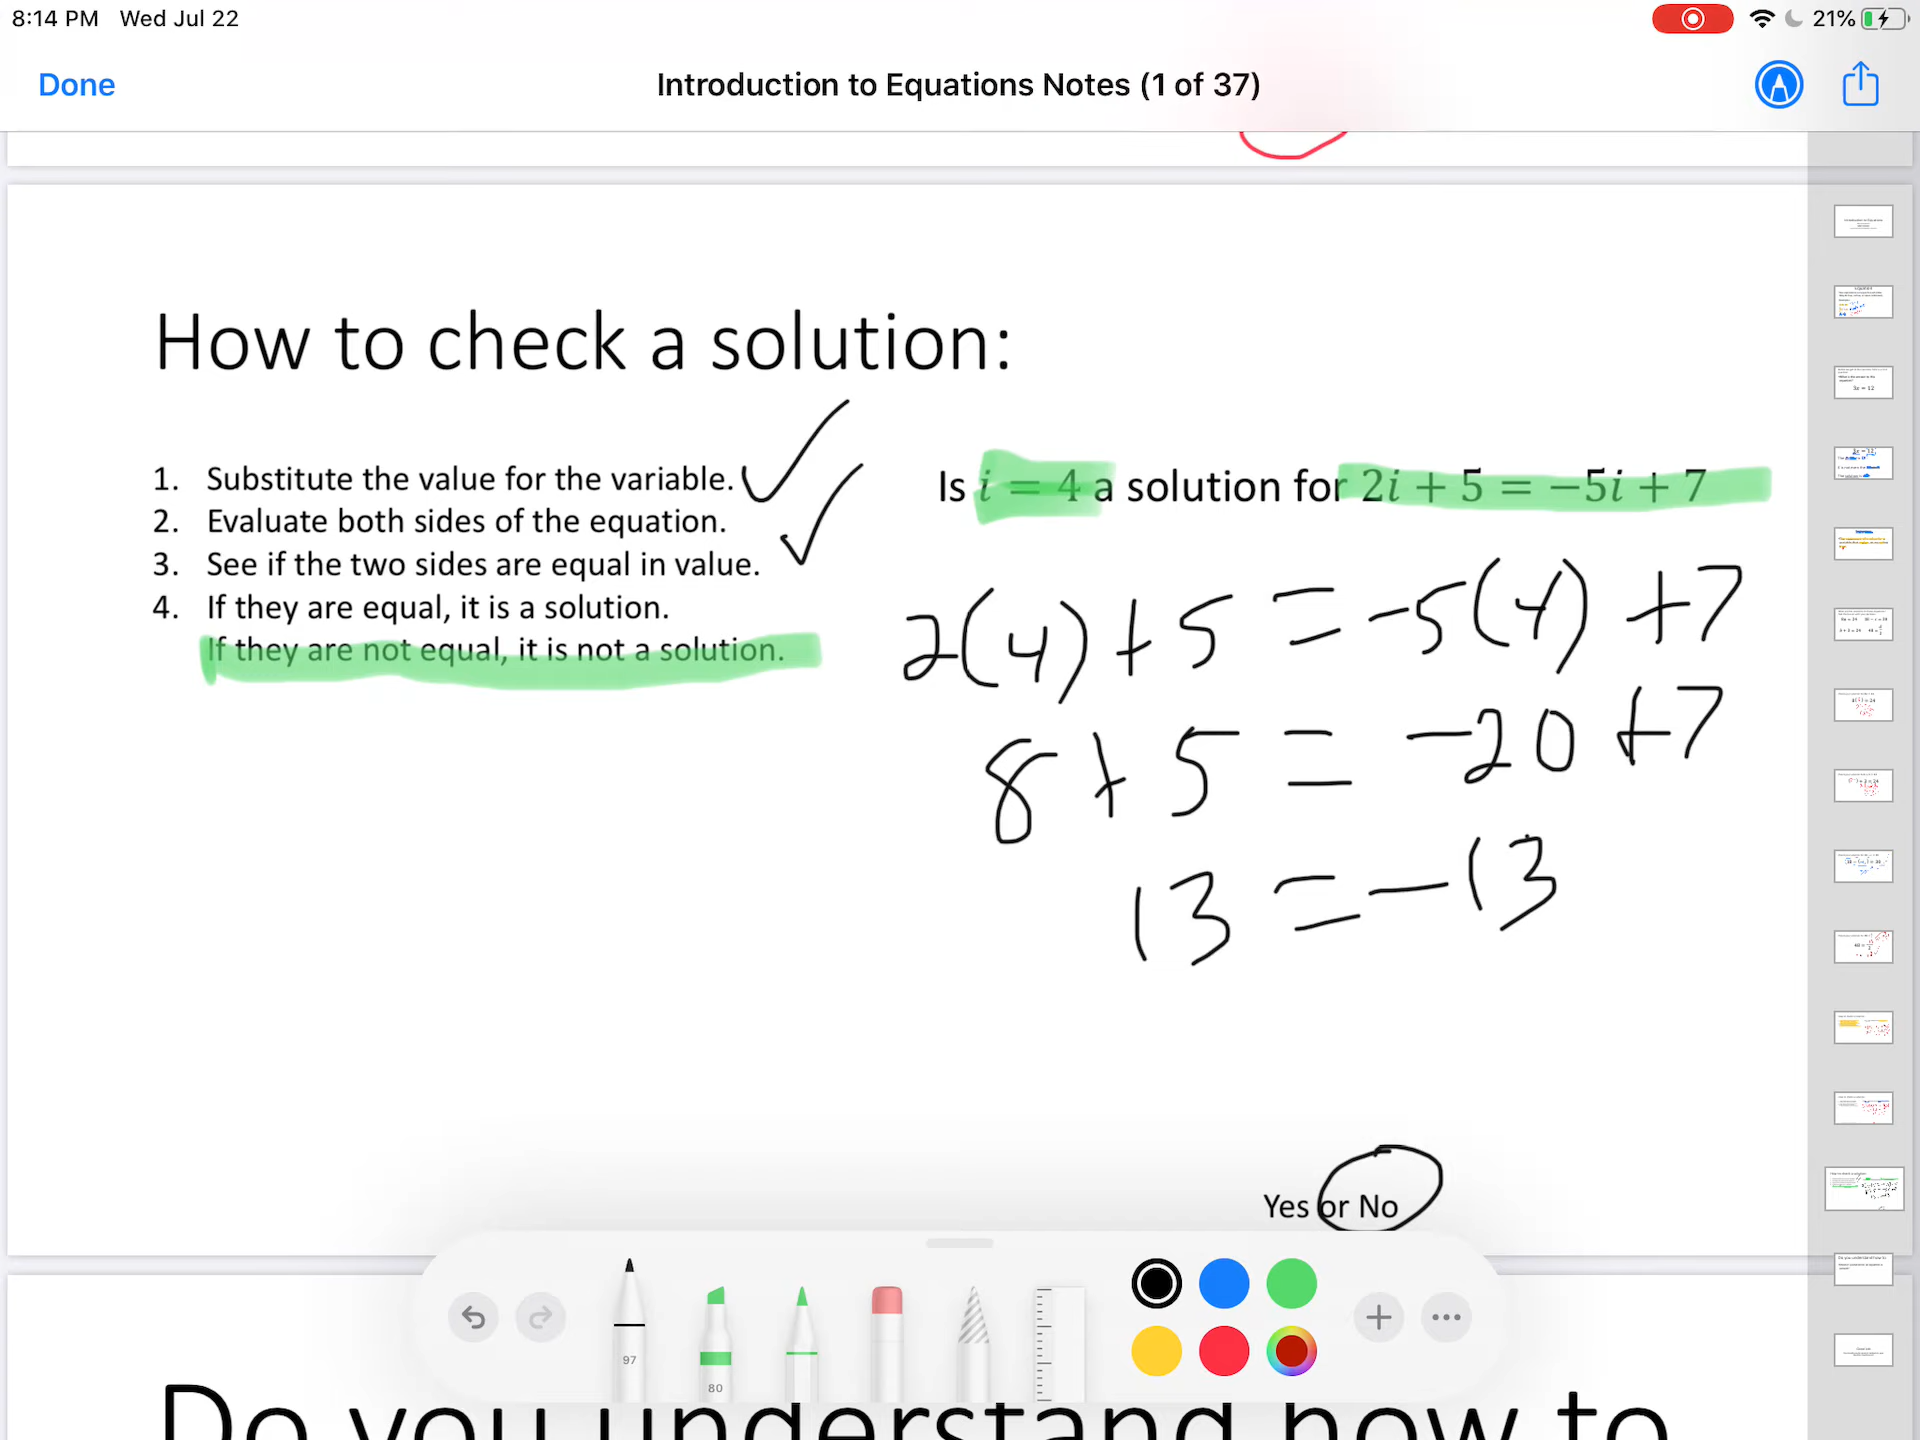 8:14 PM Wed Jul 22
21%
Done
Introduction to Equations Notes (1 of 37)
How to check a solution:
1. Substitute the value for the variable.
2. Evaluate both sides of the equation.
3. See if the two sides are equal in value.
4. If they are equal, it is a solution.
If they are not equal, it is not a solution.
Is i = 4 a solution for 2i + 5 = −5i + 7
2(4) + 5 = -5(4) + 7
8 + 5 = -20 + 7
13 = -13
Yes or No
97
80
Do you understand how to